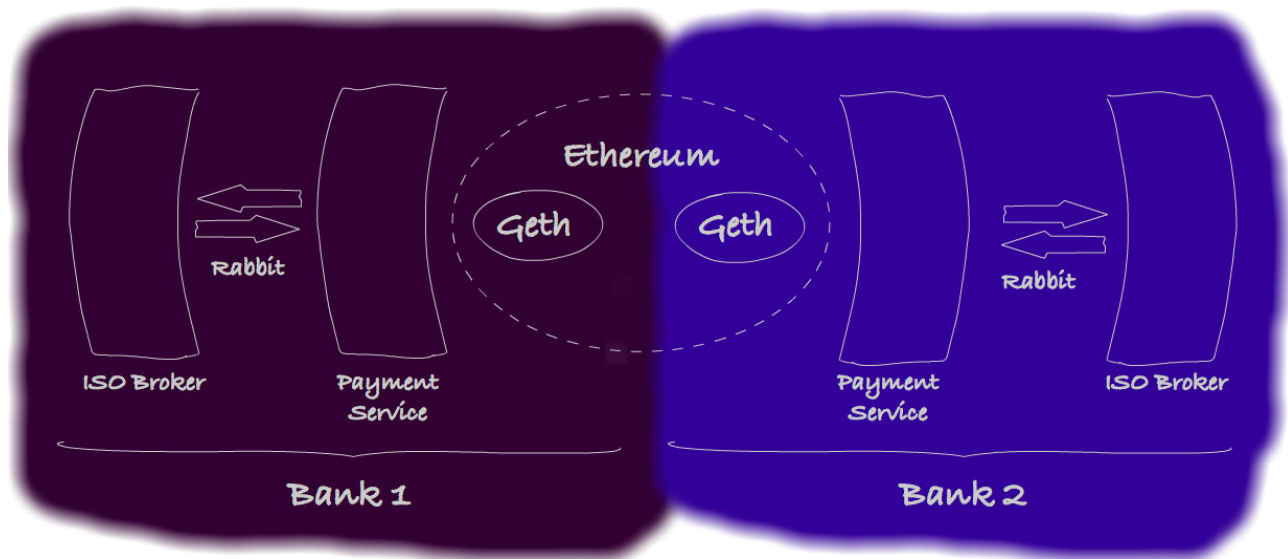 Ethereum
Geth
Geth
Rabbit
Rabbit
ISO Broker
Payment
Service
Payment
Service
ISO Broker
Bank 1
Bank 2